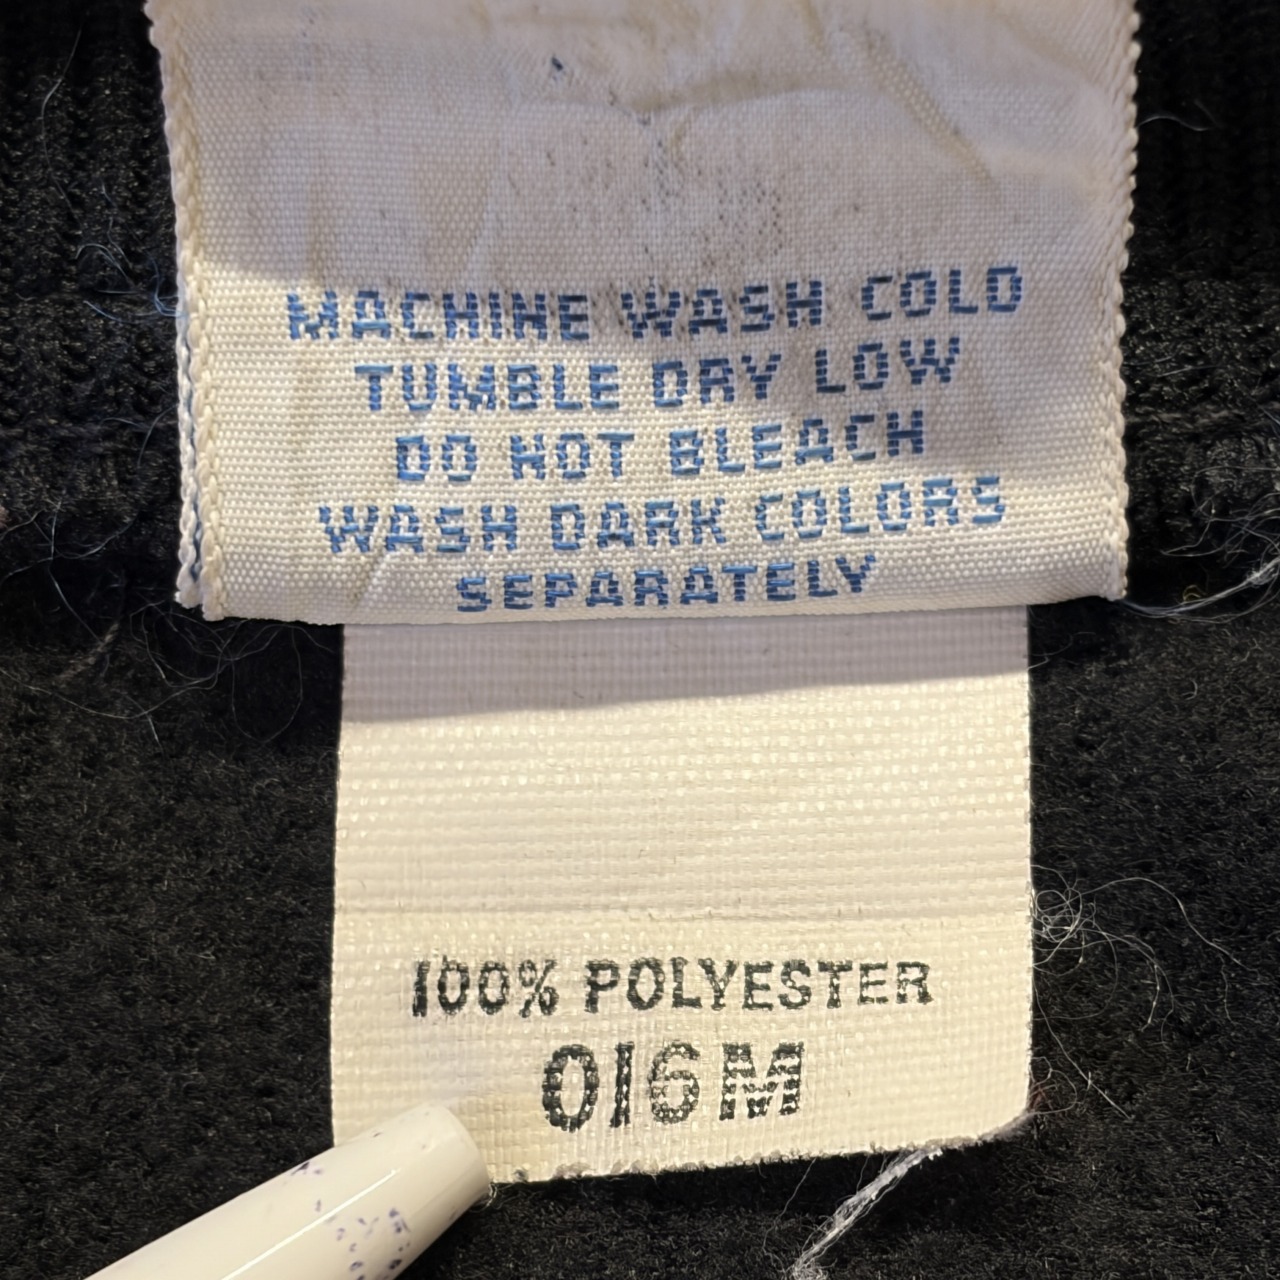 MACHINE WASH COLD
TUMBLE DRY LOW
DO NOT BLEACH
WASH DARK COLORS
SEPARATELY
100% POLYESTER
016M